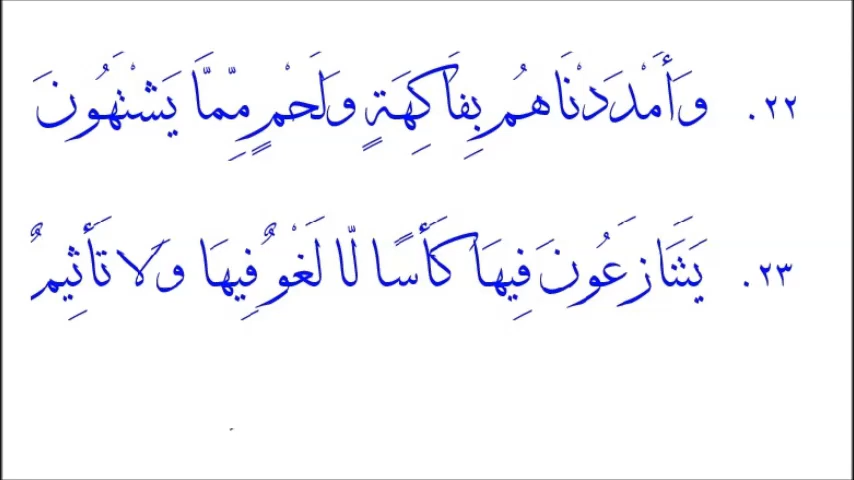 ٢٢. وَأَمْدَدْنَاهُم بِفَاكِهَةٍ وَلَحْمٍ مِّمَّا يَشْتَهُونَ
٢٣. يَتَنَازَعُونَ فِيهَا كَأْسًا لَّا لَغْوٌ فِيهَا وَلَا تَأْثِيمٌ